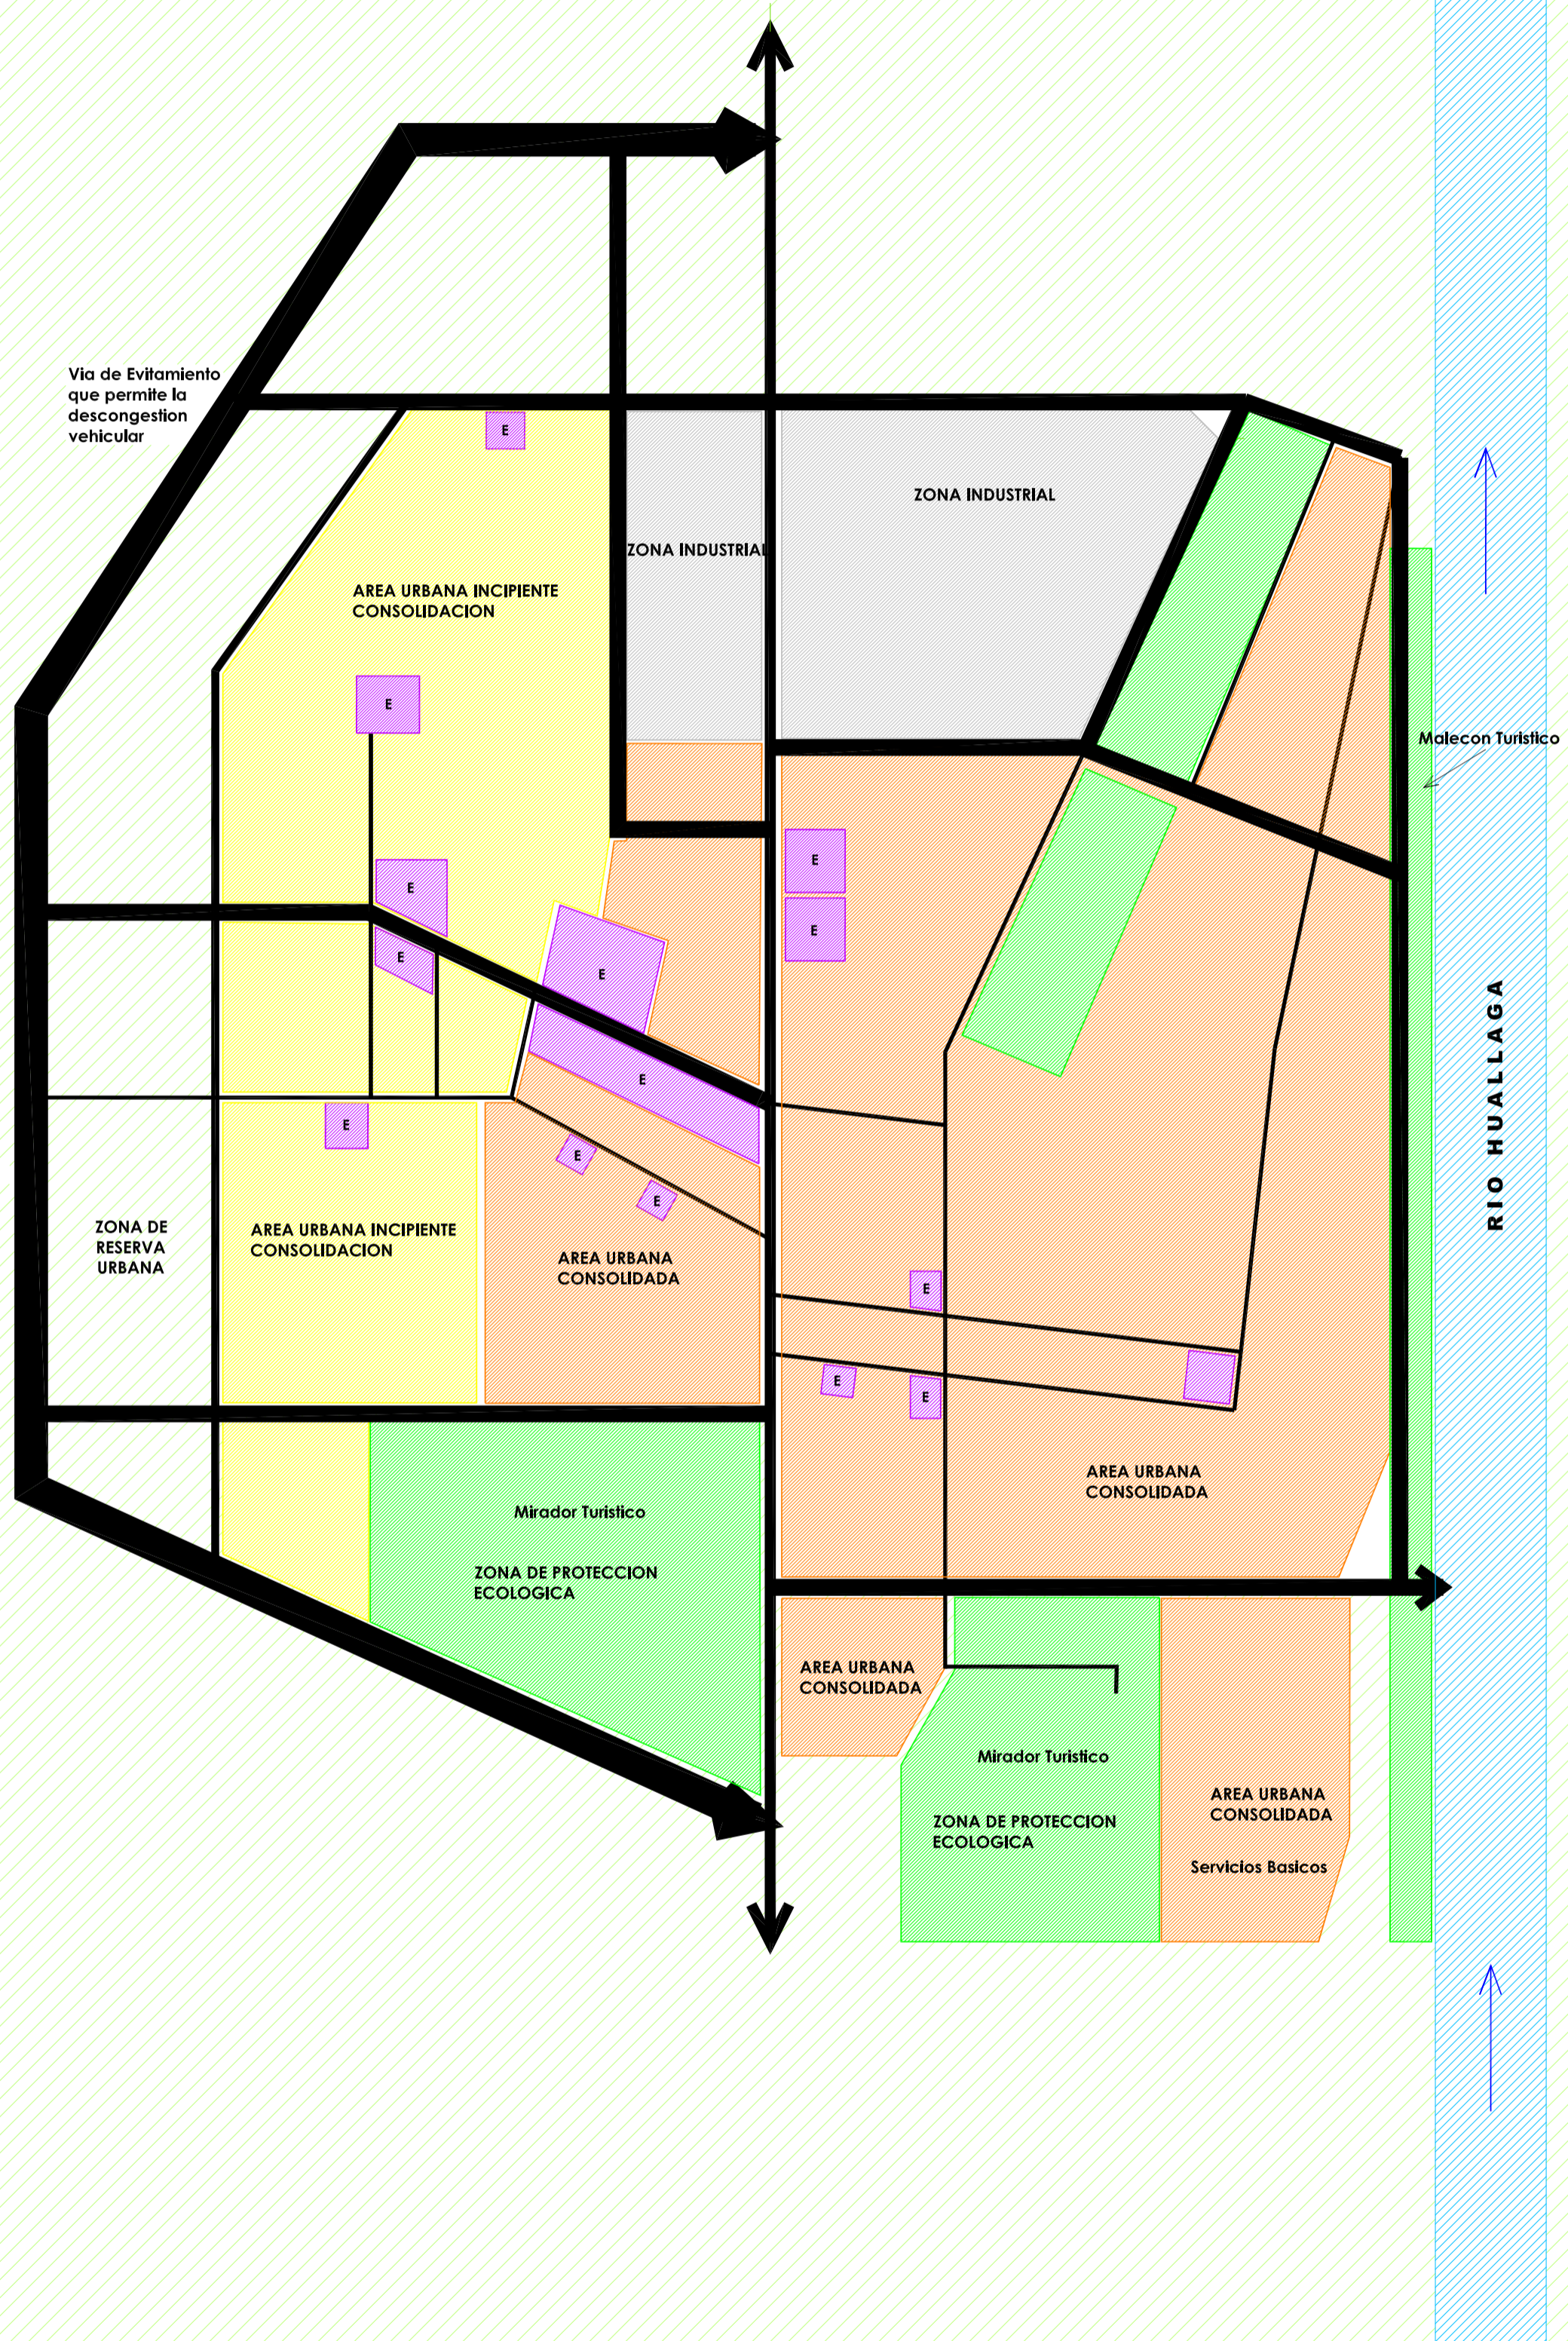 Via de Evitamiento
que permite la
descongestion
vehicular
E
ZONA INDUSTRIAL
ZONA INDUSTRIAL
AREA URBANA INCIPIENTE
CONSOLIDACION
E
Malecon Turistico
E
E
E
E
E
E
RIO HUALLAGA
E
E
E
ZONA DE
RESERVA
URBANA
AREA URBANA INCIPIENTE
CONSOLIDACION
AREA URBANA
CONSOLIDADA
E
E
E
AREA URBANA
CONSOLIDADA
Mirador Turistico
ZONA DE PROTECCION
ECOLOGICA
AREA URBANA
CONSOLIDADA
Mirador Turistico
ZONA DE PROTECCION
ECOLOGICA
AREA URBANA
CONSOLIDADA
Servicios Basicos